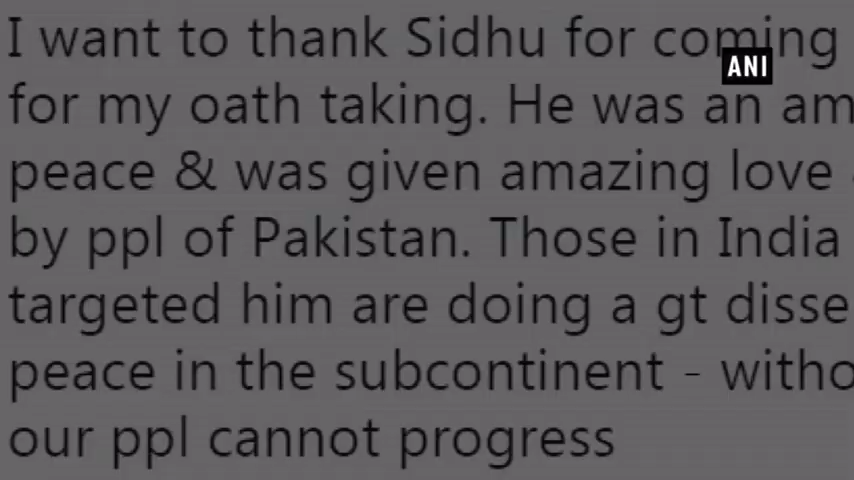 I want to thank Sidhu for coming
ANI
for my oath taking. He was an am
peace & was given amazing love
by ppl of Pakistan. Those in India
targeted him are doing a gt disse
peace in the subcontinent - witho
our ppl cannot progress